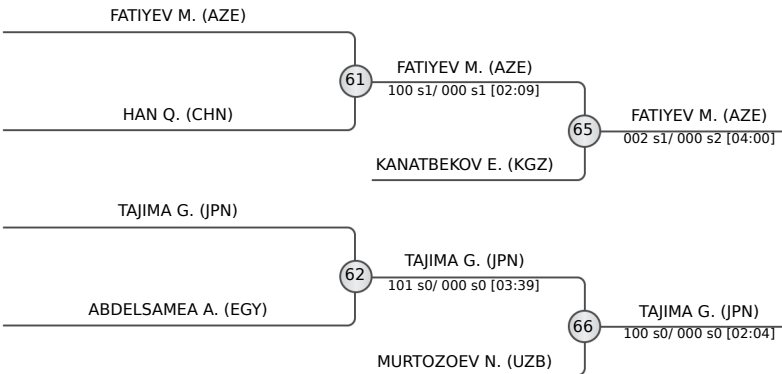 FATIYEV M. (AZE)
61
FATIYEV M. (AZE)
100 s1/ 000 s1 [02:09]
HAN Q. (CHN)
65
FATIYEV M. (AZE)
002 s1/ 000 s2 [04:00]
KANATBEKOV E. (KGZ)
TAJIMA G. (JPN)
62
TAJIMA G. (JPN)
101 s0/ 000 s0 [03:39]
ABDELSAMEA A. (EGY)
66
TAJIMA G. (JPN)
100 s0/ 000 s0 [02:04]
MURTOZOEV N. (UZB)